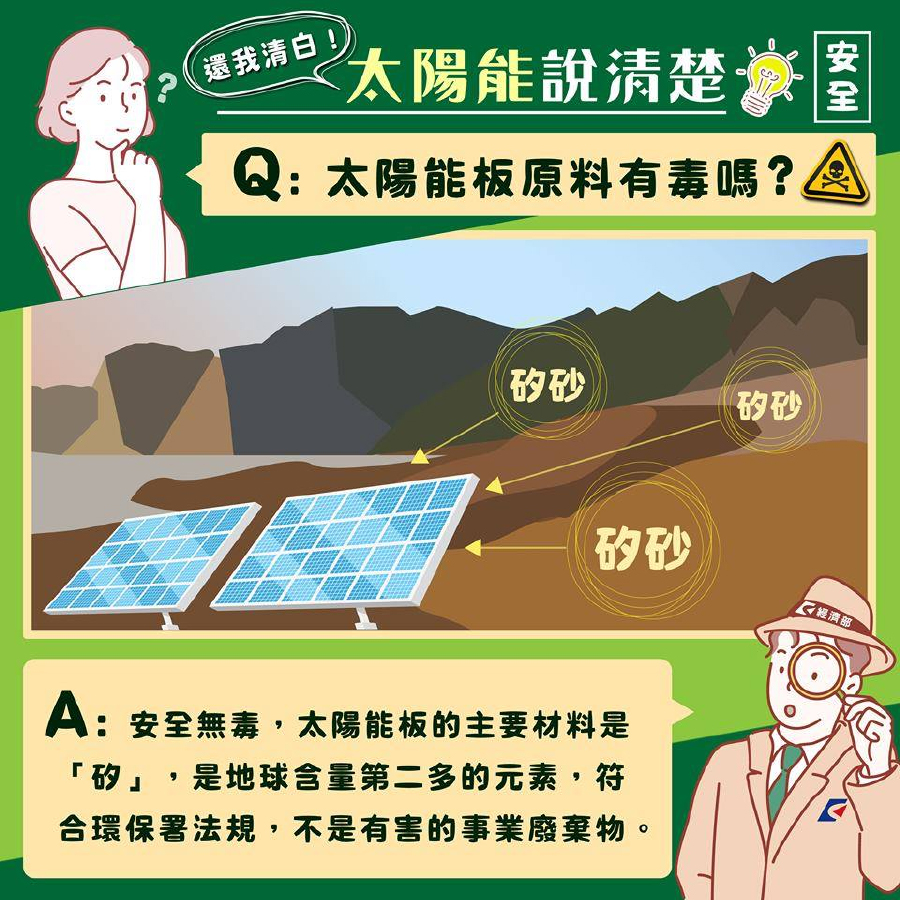 還我清白！
太陽能說清楚
安全
?
Q：太陽能板原料有毒嗎？
矽砂
矽砂
矽砂
經濟部
A：安全無毒，太陽能板的主要材料是
「矽」，是地球含量第二多的元素，符
合環保署法規，不是有害的事業廢棄物。